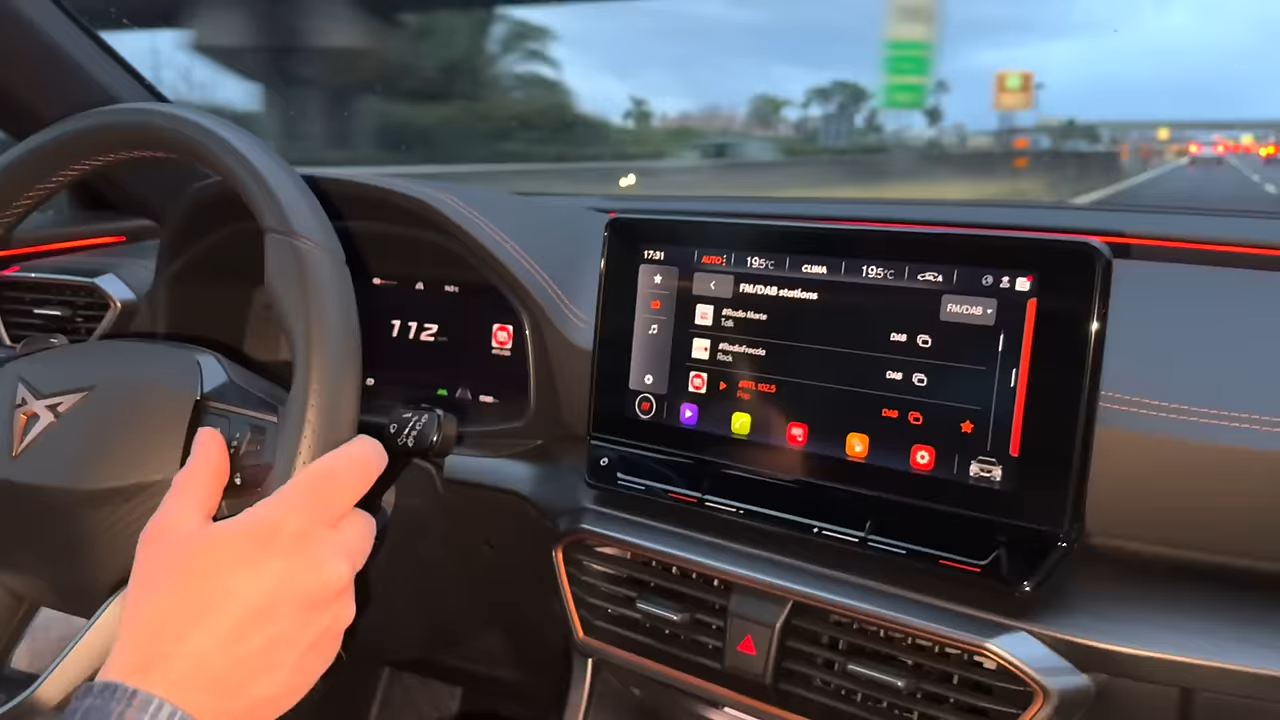 112
17:31
AUTO
19.5°C
CLIMA
19.5°C
FM/DAB stations
FM/DAB
#Radio Marte
Talk
DAB
#RadioFreccia
Rock
DAB
#RTL 102.5
Pop
DAB